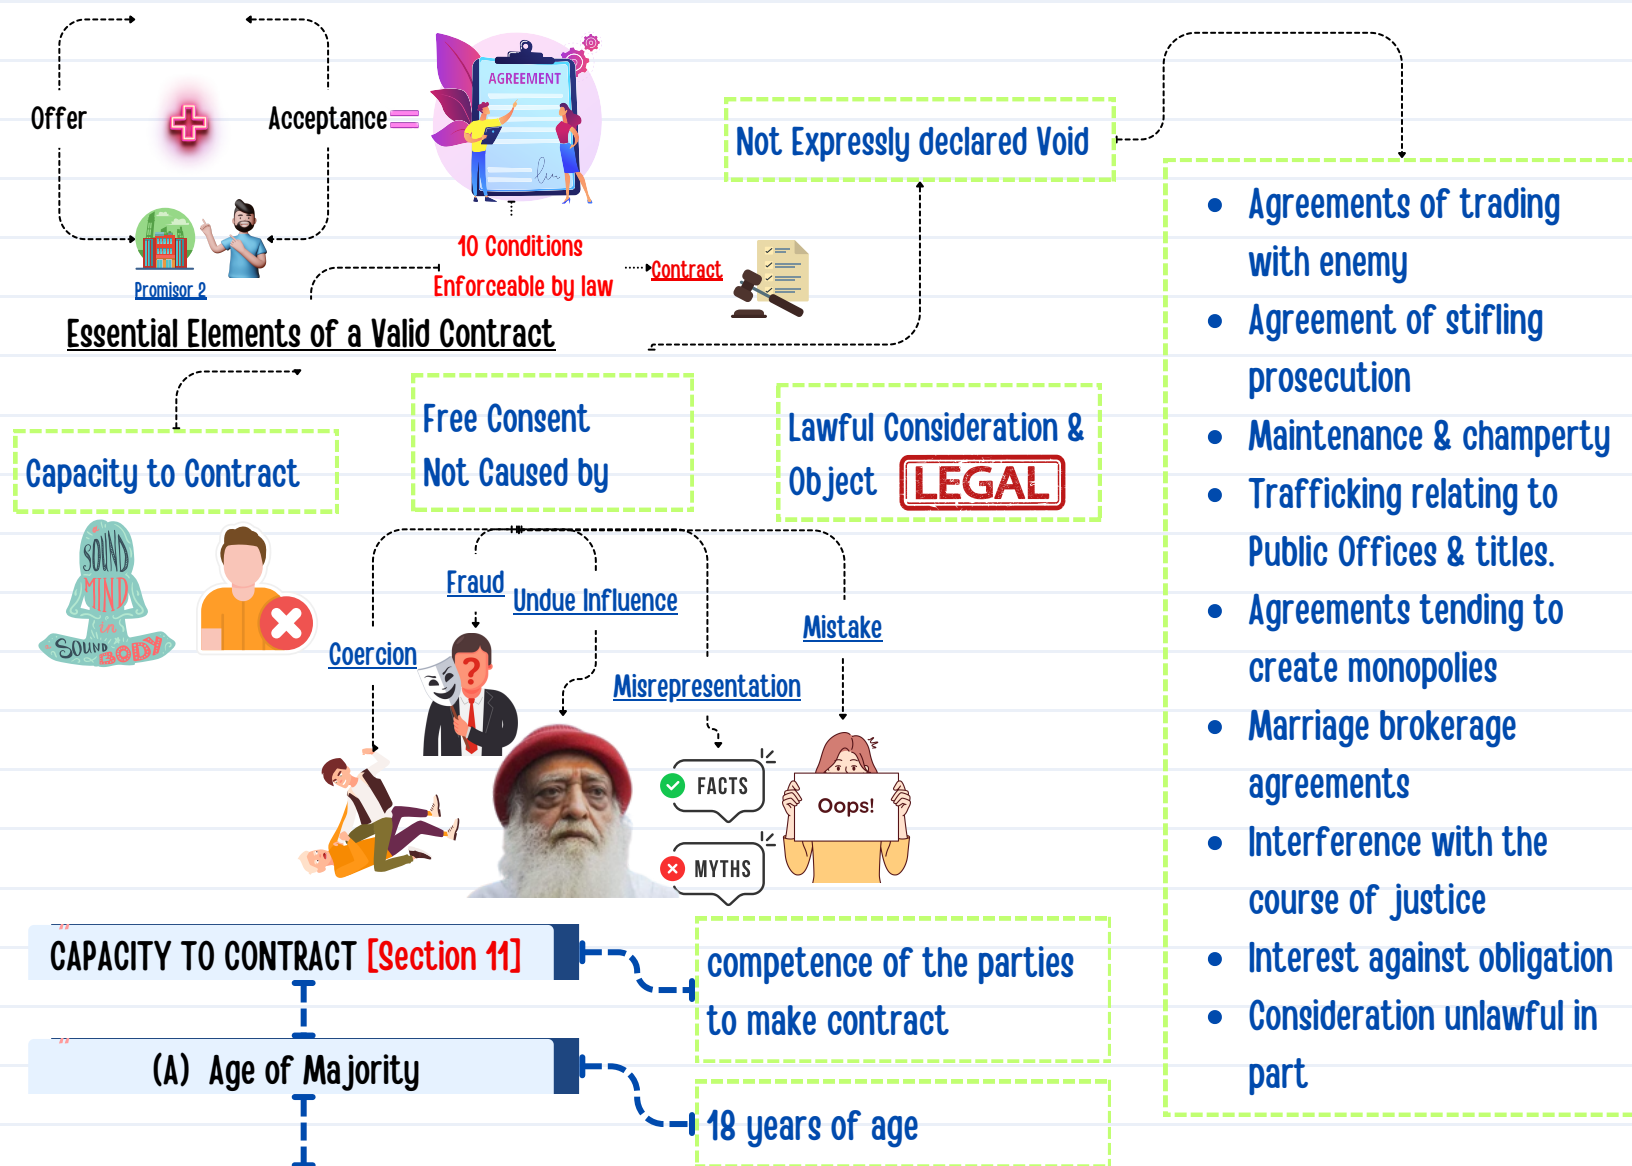 Offer
Acceptance
AGREEMENT
Promisor 2
10 Conditions
Enforceable by law
Contract
Essential Elements of a Valid Contract
Not Expressly declared Void
Capacity to Contract
Free Consent
Not Caused by
Lawful Consideration &
Object
LEGAL
SOUND
MIND
in
SOUND BODY
Fraud
Undue Influence
Coercion
Misrepresentation
Mistake
?
FACTS
MYTHS
Oops!
Agreements of trading
with enemy
Agreement of stifling
prosecution
Maintenance & champerty
Trafficking relating to
Public Offices & titles.
Agreements tending to
create monopolies
Marriage brokerage
agreements
Interference with the
course of justice
Interest against obligation
Consideration unlawful in
part
CAPACITY TO CONTRACT [Section 11]
competence of the parties
to make contract
(A) Age of Majority
18 years of age